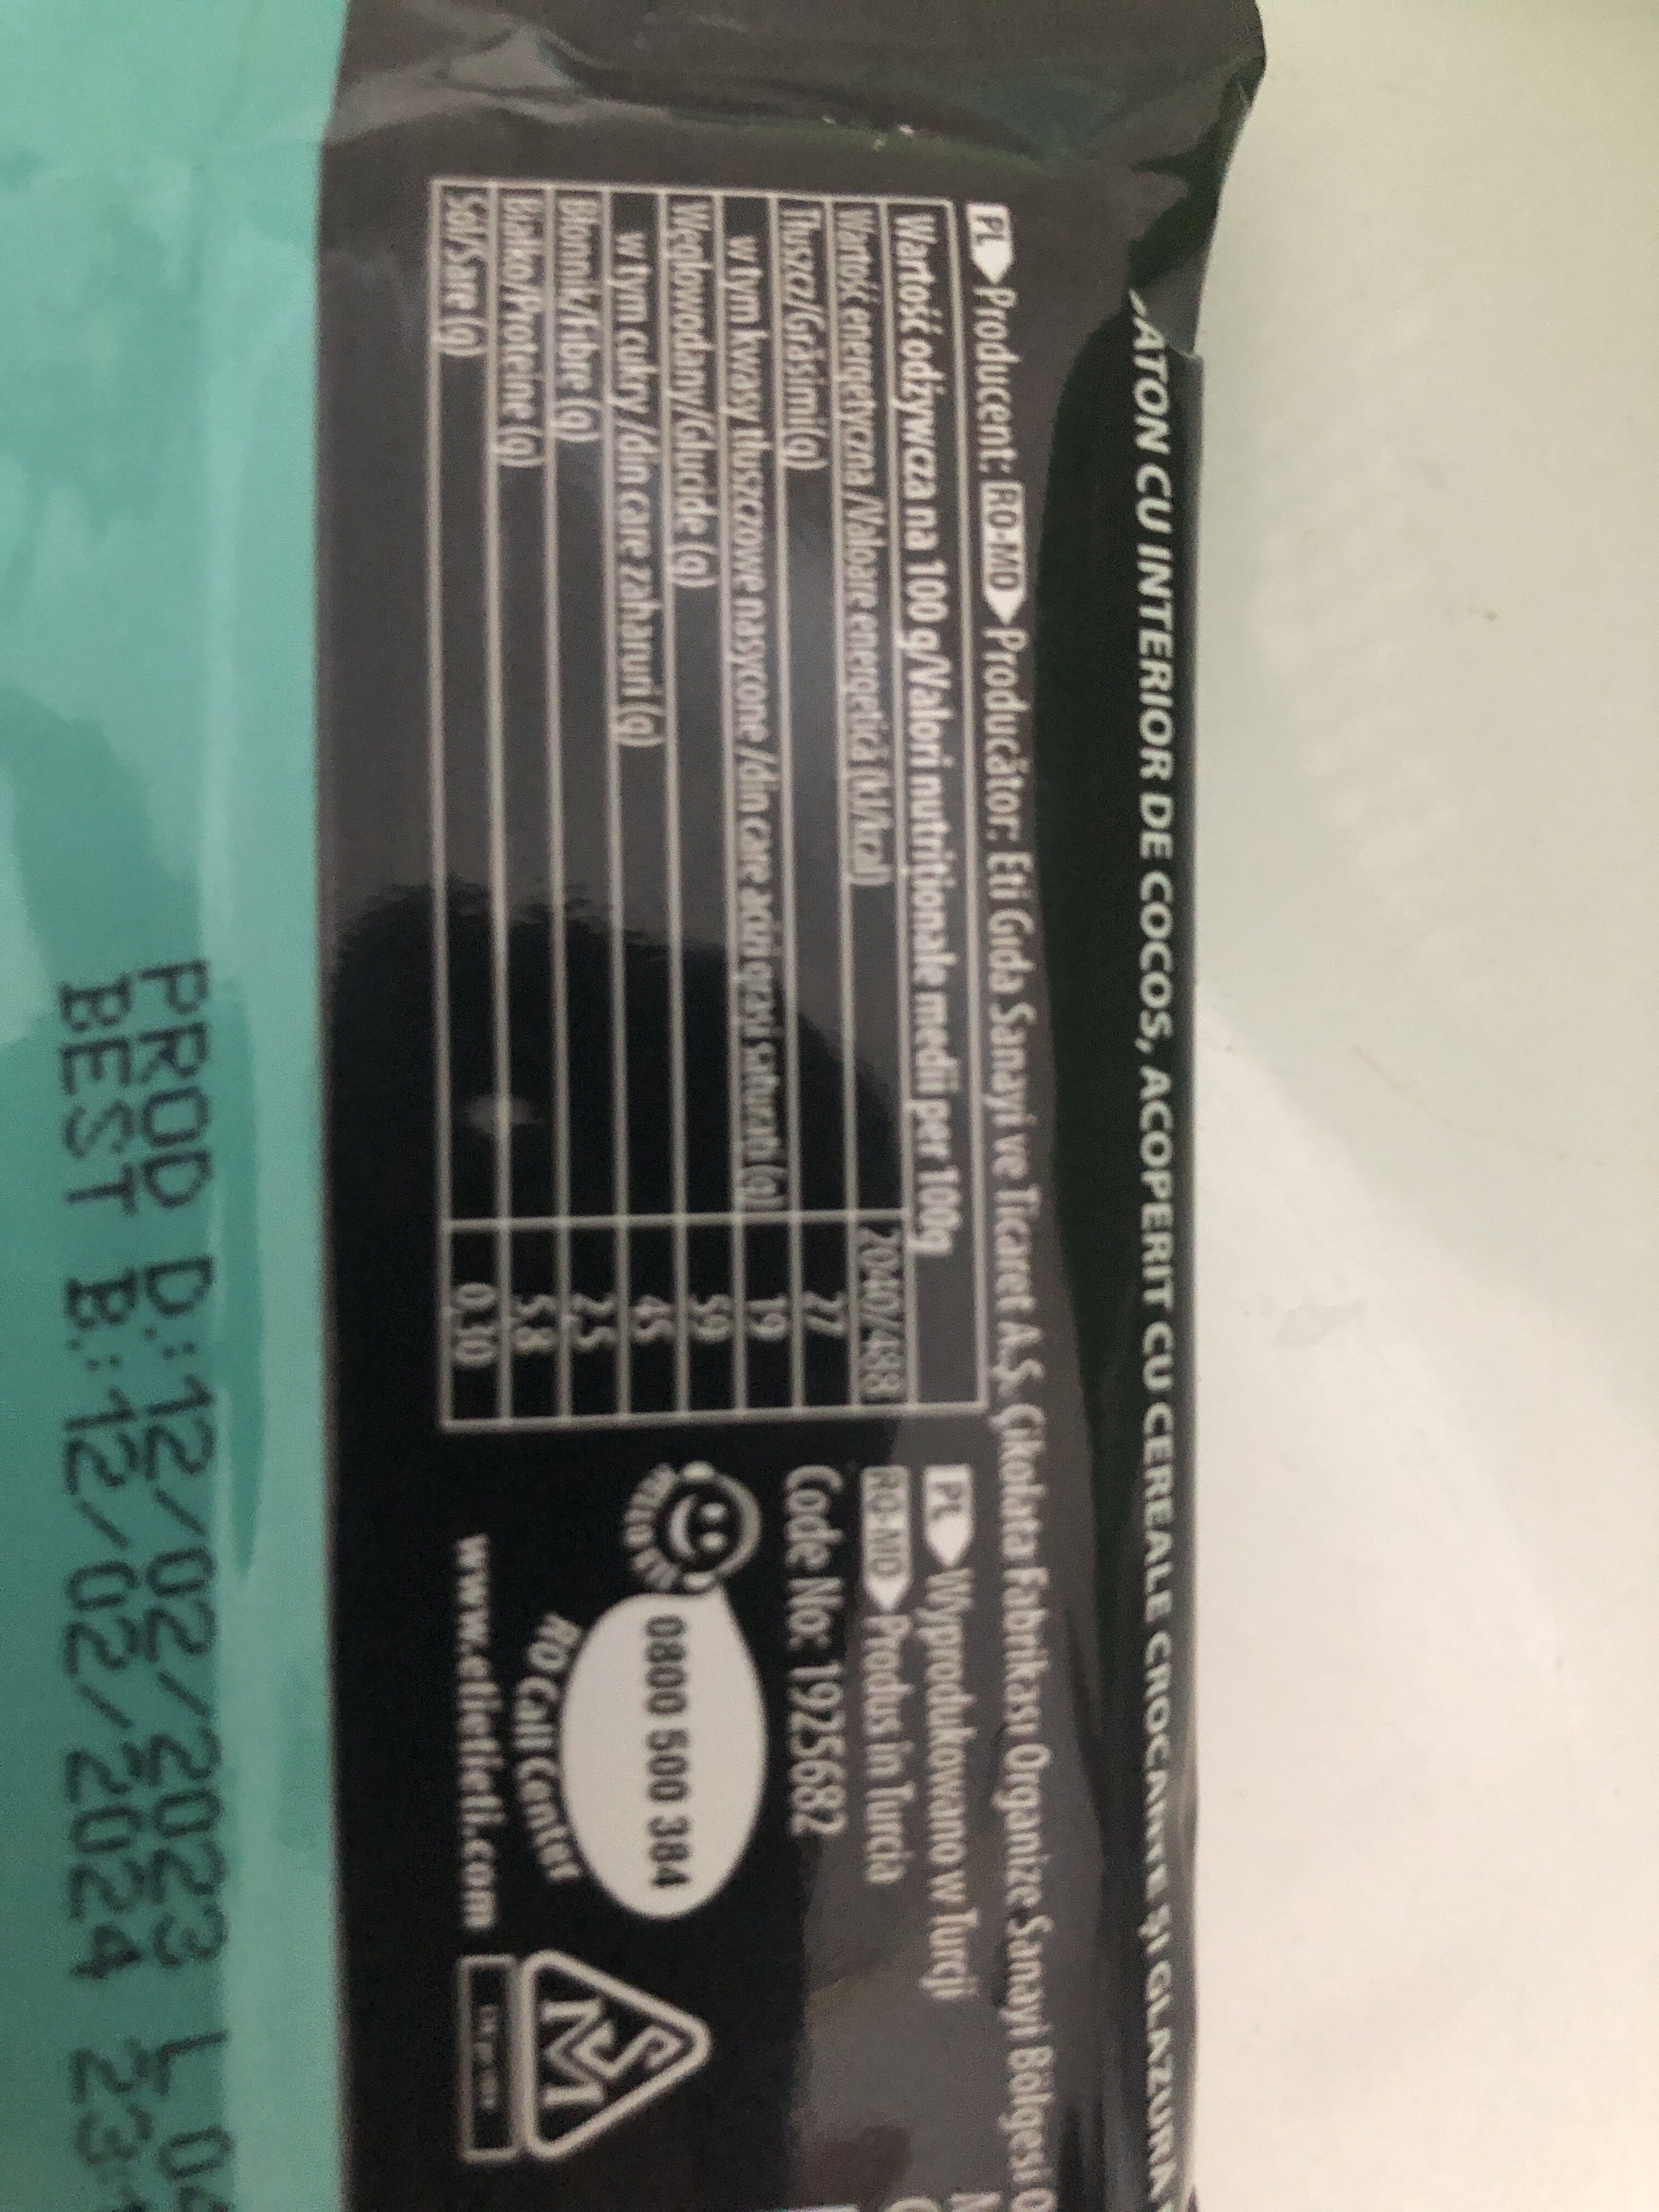 ATON CU INTERIOR DE COCOS, ACOPERIT CU CEREALE CROCANTE ȘI GLAZURĂ
PL Producent: RO-MD Producător: Eti Gıda Sanayi ve Ticaret A.Ş. Çikolata Fabrikası Organize Sanayi Bölgesi
Wartość odżywcza na 100 g/Valori nutriționale medii per 100g
Wartość energetyczna /Valoare energetică (kJ/kcal) 2040/488
Tłuszcz/Grăsimi(g)
w tym kwasy tłuszczowe nasycone /din care acizi grași saturați (g) 19
Węglowodany/Glucide (g) 59
w tym cukry /din care zaharuri (g) 45
Błonnik/Fibre (g) 2,5
Białko/Proteine (g) 5,8
Sól/Sare (g) 0,30
PL Wyprodukowano w Turcji
RO-MD Produs în Turcia
Code No: 1925682
0800 500 384
RO Call Center
www.etietieti.com
PROD D.:12/02/2023 L
BEST B.:12/02/2024